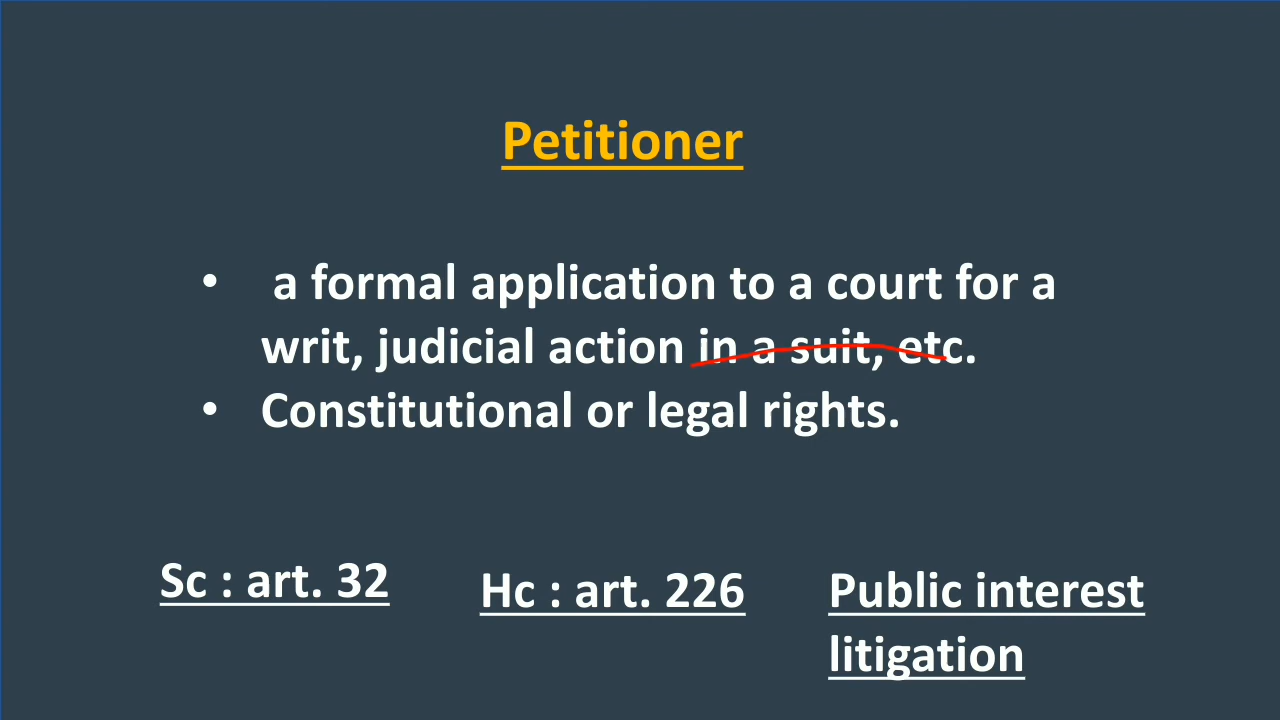 Petitioner
• a formal application to a court for a
writ, judicial action in a suit, etc.
• Constitutional or legal rights.
Sc : art. 32
Hc : art. 226
Public interest
litigation